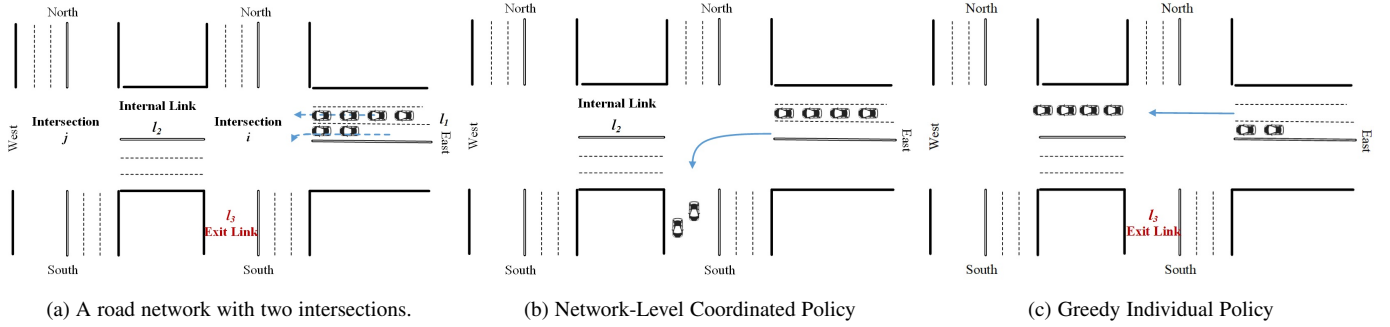 North
North
West
Internal Link
Intersection
j
l2
Intersection
i
l1
East
l3
Exit Link
South
South
(a) A road network with two intersections.
North
North
West
Internal Link
l2
East
South
South
(b) Network-Level Coordinated Policy
North
North
West
East
l3
Exit Link
South
South
(c) Greedy Individual Policy